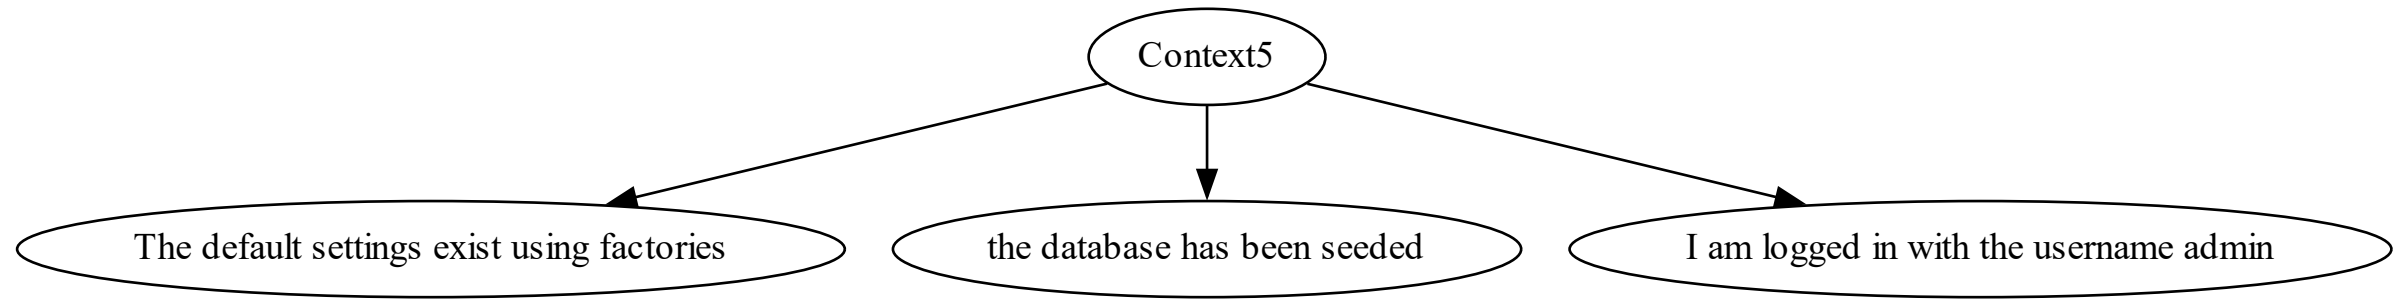 Context5
The default settings exist using factories
the database has been seeded
I am logged in with the username admin